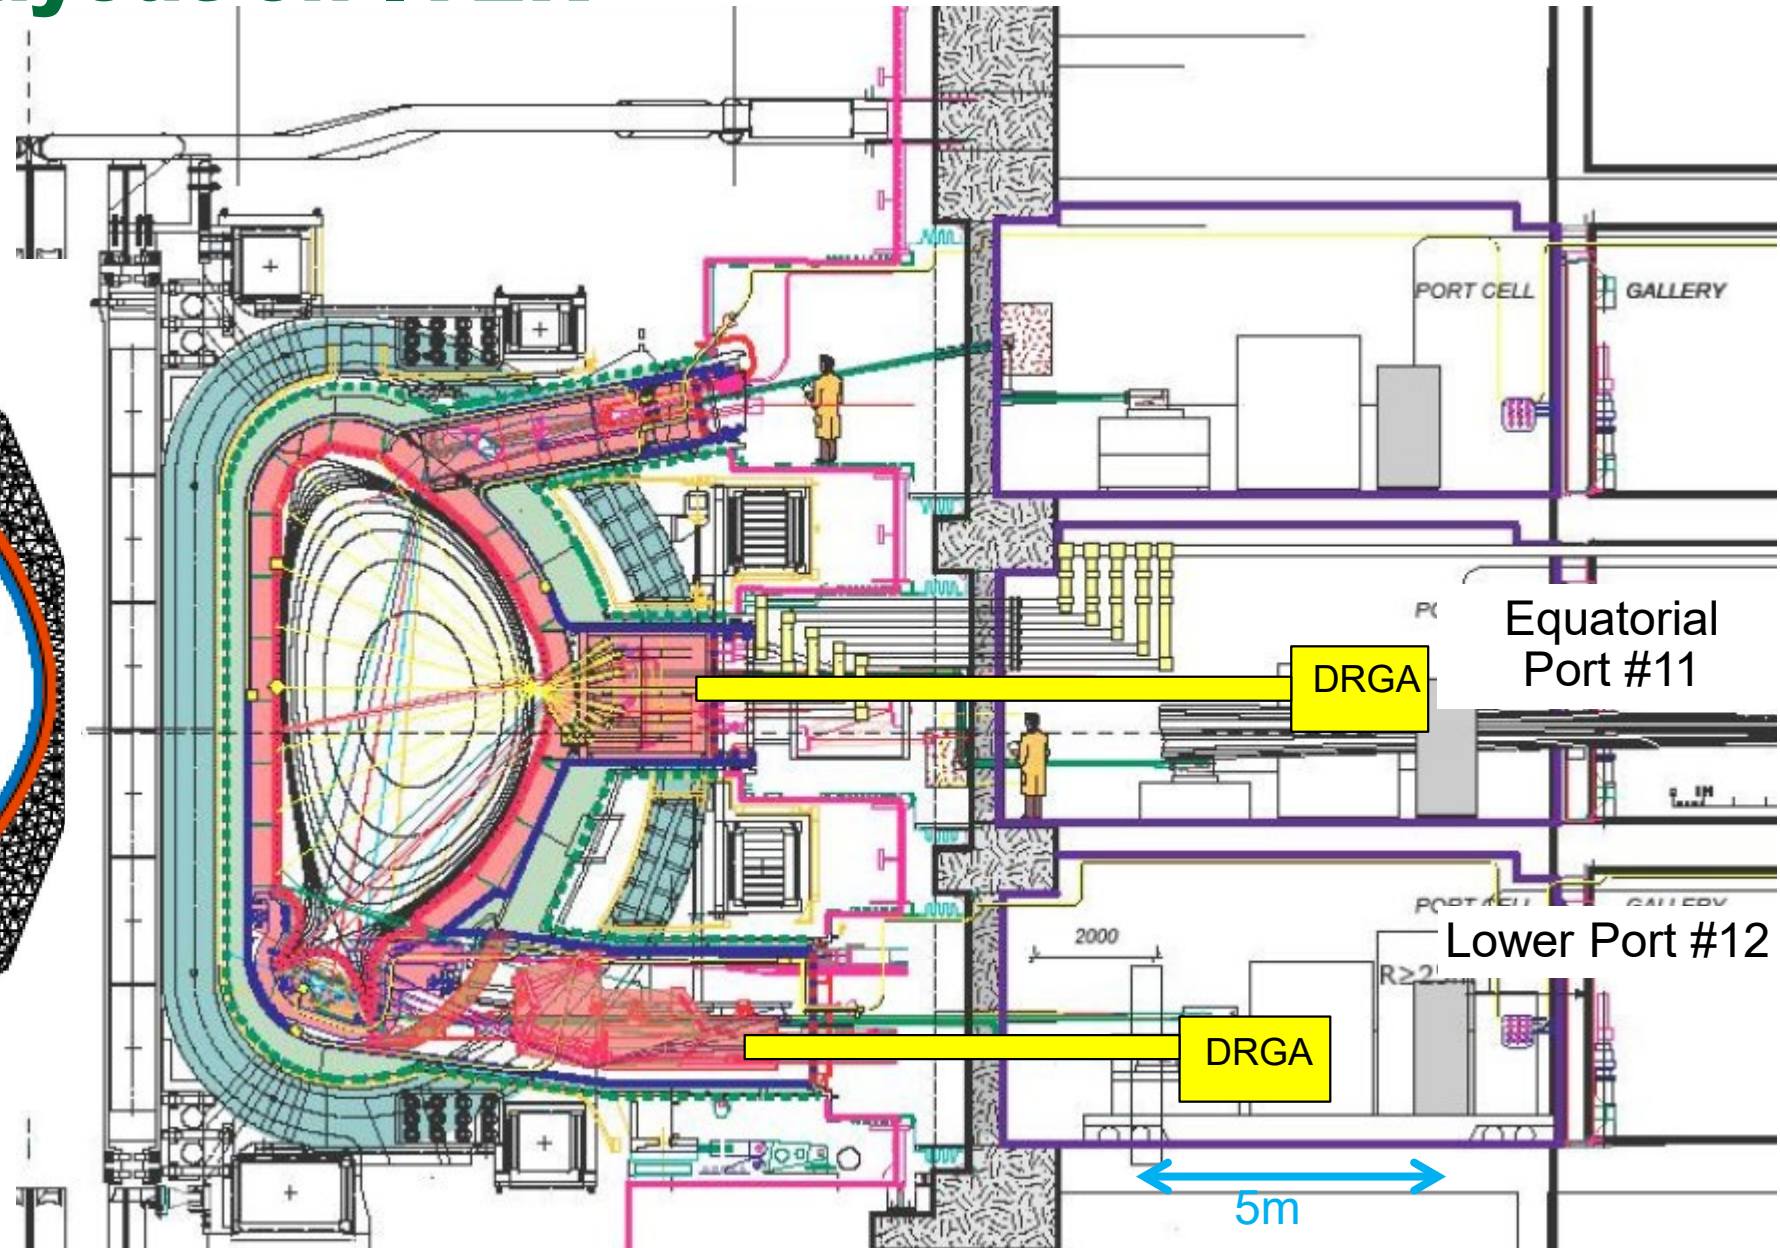 PORT CELL
GALLERY
Equatorial
Port #11
DRGA
Lower Port #12
2000
DRGA
5m